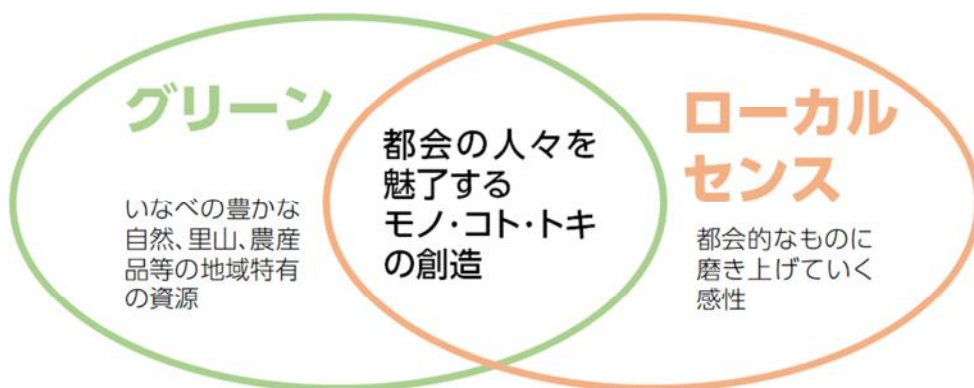 グリーン
いなべの豊かな
自然、里山、農産
品等の地域特有
の資源
都会の人々を
魅了する
モノ・コト・トキ
の創造
ローカル
センス
都会的なものに
磨き上げていく
感性